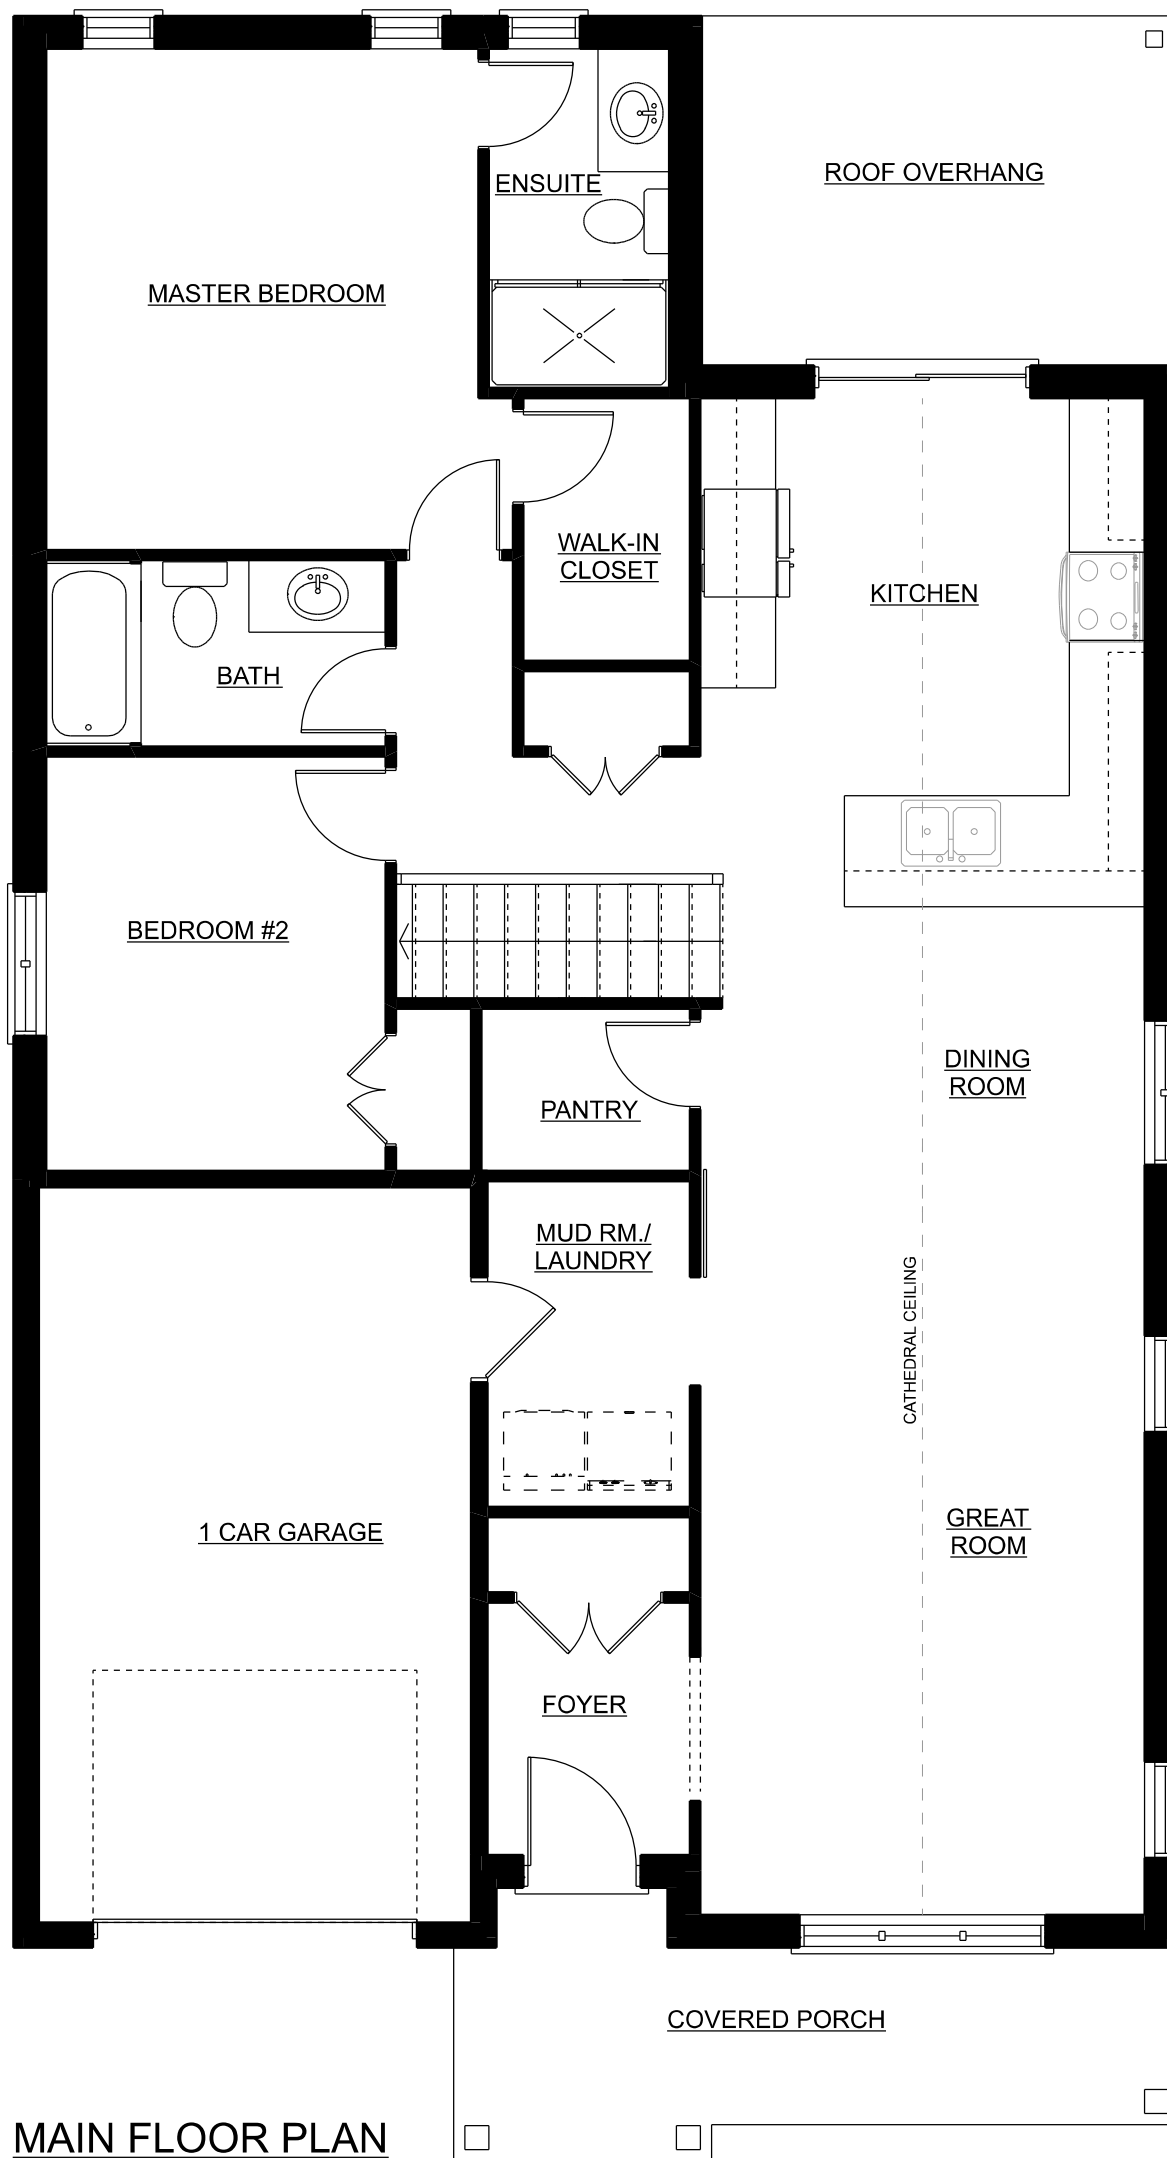 ROOF OVERHANG
ENSUITE
MASTER BEDROOM
WALK-IN
CLOSET
KITCHEN
BATH
BEDROOM #2
DINING
ROOM
PANTRY
MUD RM./
LAUNDRY
CATHEDRAL CEILING
1 CAR GARAGE
GREAT
ROOM
FOYER
COVERED PORCH
MAIN FLOOR PLAN